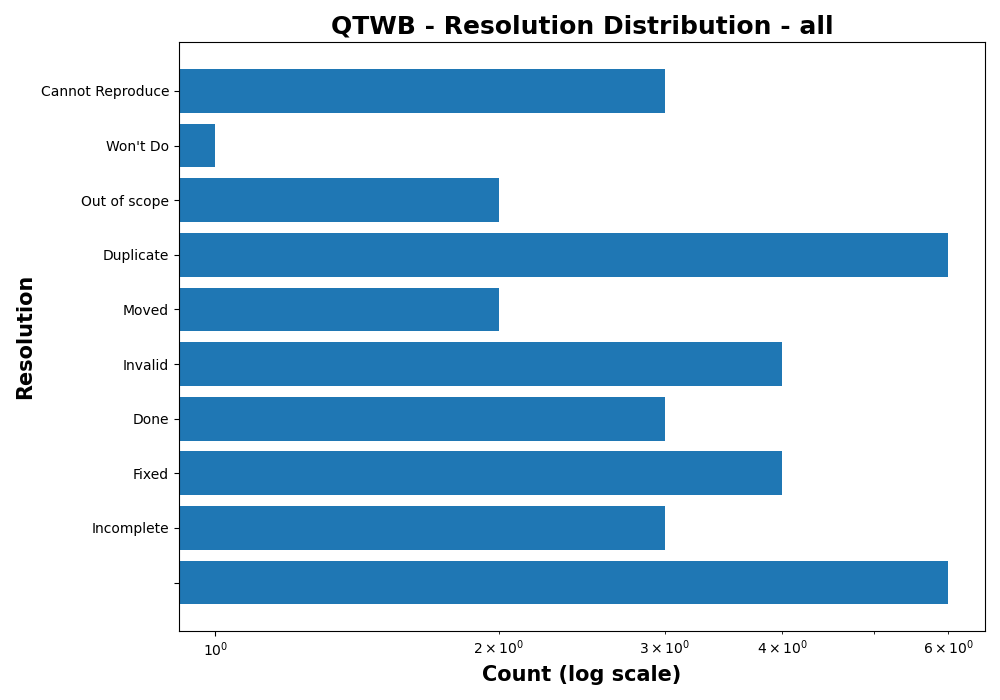 QTWB - Resolution Distribution - all
Cannot Reproduce
Won't Do
Out of scope
Duplicate
Moved
Invalid
Done
Fixed
Incomplete
Resolution
10⁰ 2 × 10⁰ 3 × 10⁰ 4 × 10⁰ 6 × 10⁰
Count (log scale)